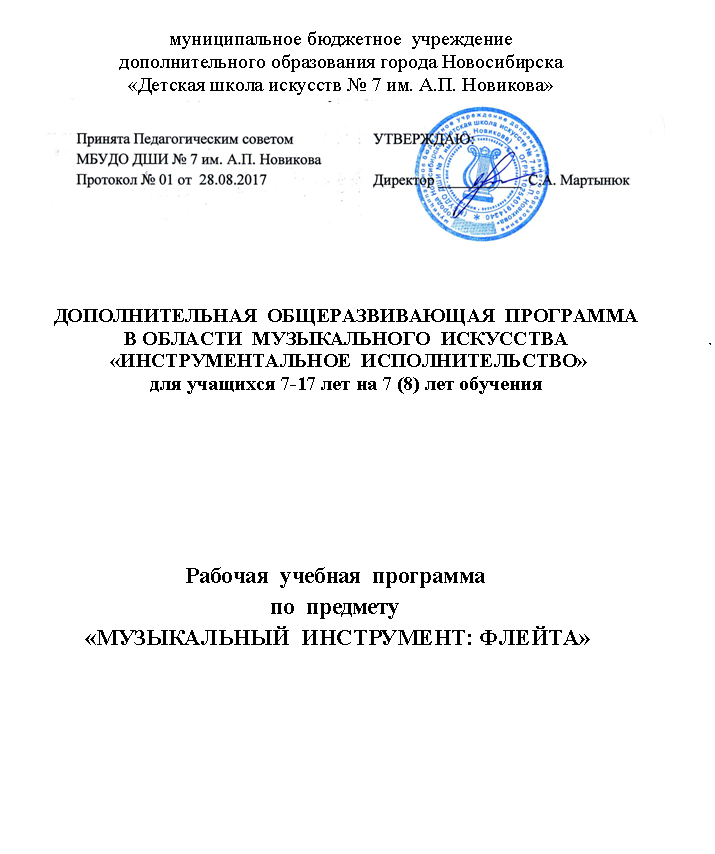 муниципальное бюджетное учреждение
дополнительного образования города Новосибирска
«Детская школа искусств № 7 им. А.П. Новикова»
Принята Педагогическим советом
МБУДО ДШИ № 7 им. А.П. Новикова
Протокол № 01 от 28.08.2017
УТВЕРЖДАЮ:
Директор С.А. Мартынюк
ДОПОЛНИТЕЛЬНАЯ ОБЩЕРАЗВИВАЮЩАЯ ПРОГРАММА
В ОБЛАСТИ МУЗЫКАЛЬНОГО ИСКУССТВА
«ИНСТРУМЕНТАЛЬНОЕ ИСПОЛНИТЕЛЬСТВО»
для учащихся 7-17 лет на 7 (8) лет обучения
Рабочая учебная программа
по предмету
«МУЗЫКАЛЬНЫЙ ИНСТРУМЕНТ: ФЛЕЙТА»